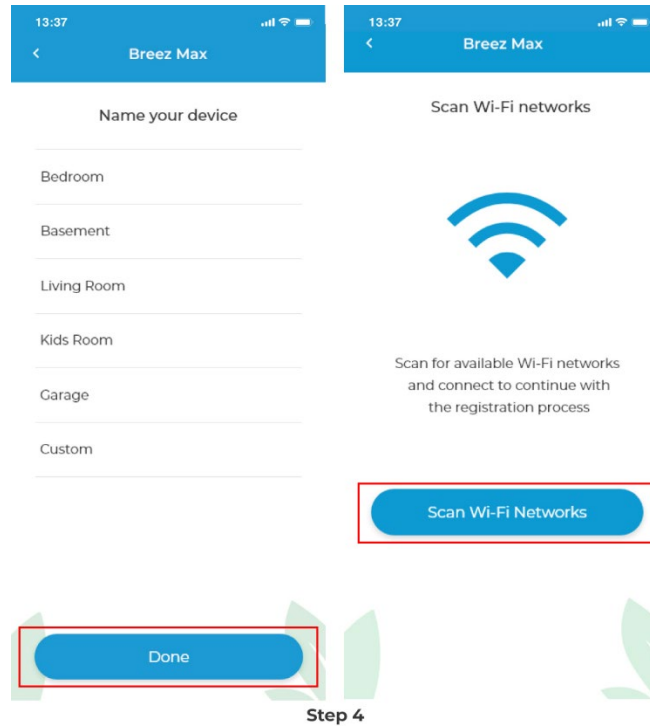 13:37
Breez Max
Name your device
Bedroom
Basement
Living Room
Kids Room
Garage
Custom
Done
13:37
Breez Max
Scan Wi-Fi networks
Scan for available Wi-Fi networks
and connect to continue with
the registration process
Scan Wi-Fi Networks
Step 4